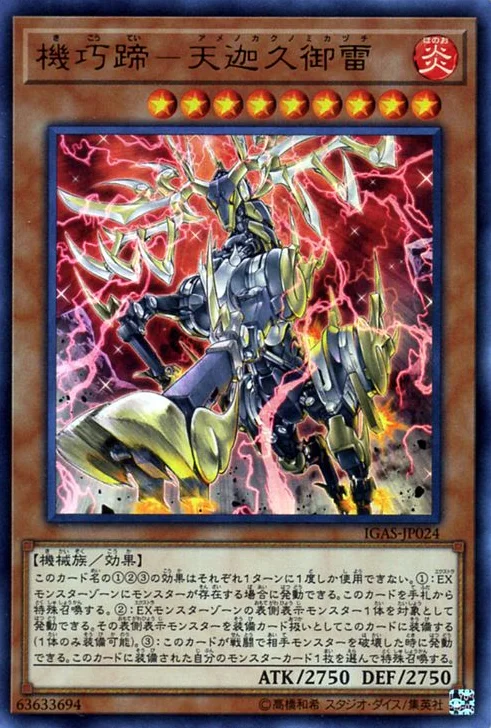 アメノカクノミカヅチ
きこうてい
機巧蹄－天迦久御雷
ほのお
炎
IGAS-JP024
【機械族／効果】
このカード名の①②③の効果はそれぞれ1ターンに1度しか使用できない。①：EX
モンスターゾーンにモンスターが存在する場合に発動できる。このカードを手札から
特殊召喚する。②：EXモンスターゾーンの表側表示モンスター1体を対象として
発動できる。その表側表示モンスターを装備カード扱いとしてこのカードに装備する
(1体のみ装備可能)。③：このカードが戦闘で相手モンスターを破壊した時に発動
できる。このカードに装備された自分のモンスターカード1枚を選んで特殊召喚する。
ATK/2750 DEF/2750
63633694
©高橋和希 スタジオ・ダイス/集英社